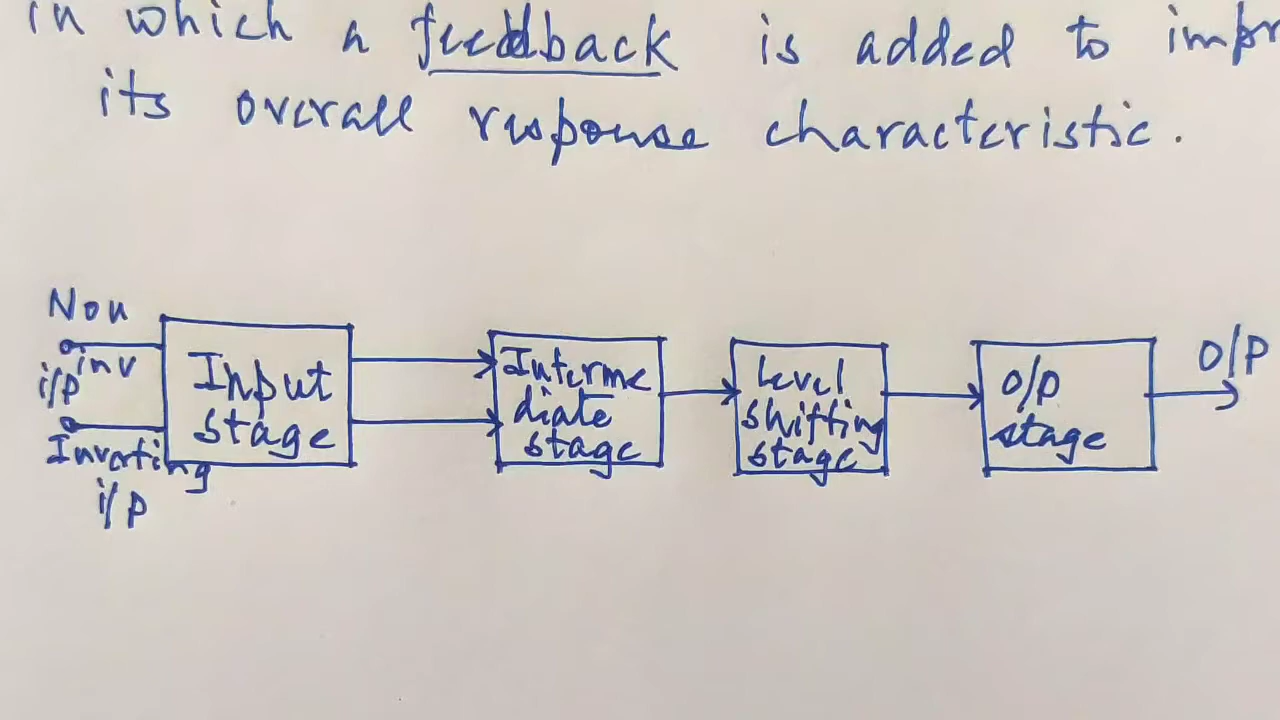 in which a feedback is added to impr
its overall response characteristic.
Non
inv
i/p
Inverting
i/p
Input
stage
Interme
diate
stage
Level
shifting
stage
O/P
stage
O/P